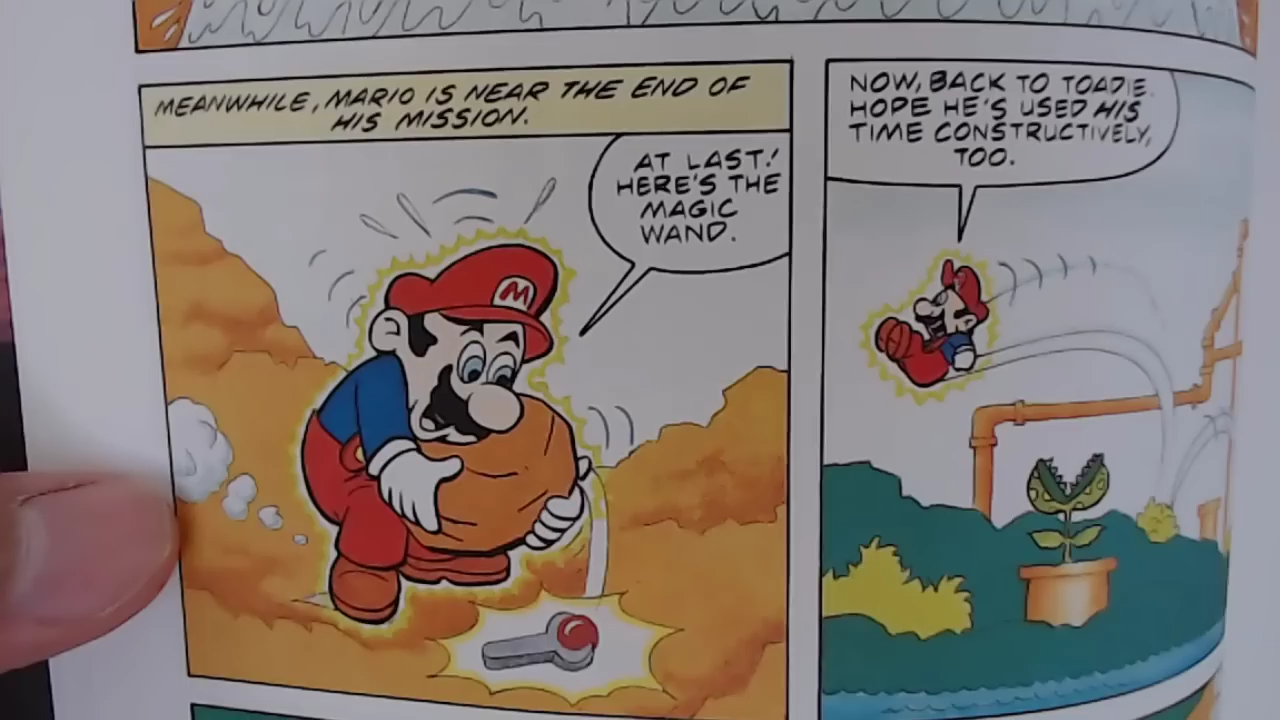 MEANWHILE, MARIO IS NEAR THE END OF
HIS MISSION.
AT LAST!
HERE'S THE
MAGIC
WAND.
M
NOW, BACK TO TOADIE.
HOPE HE'S USED HIS
TIME CONSTRUCTIVELY,
TOO.